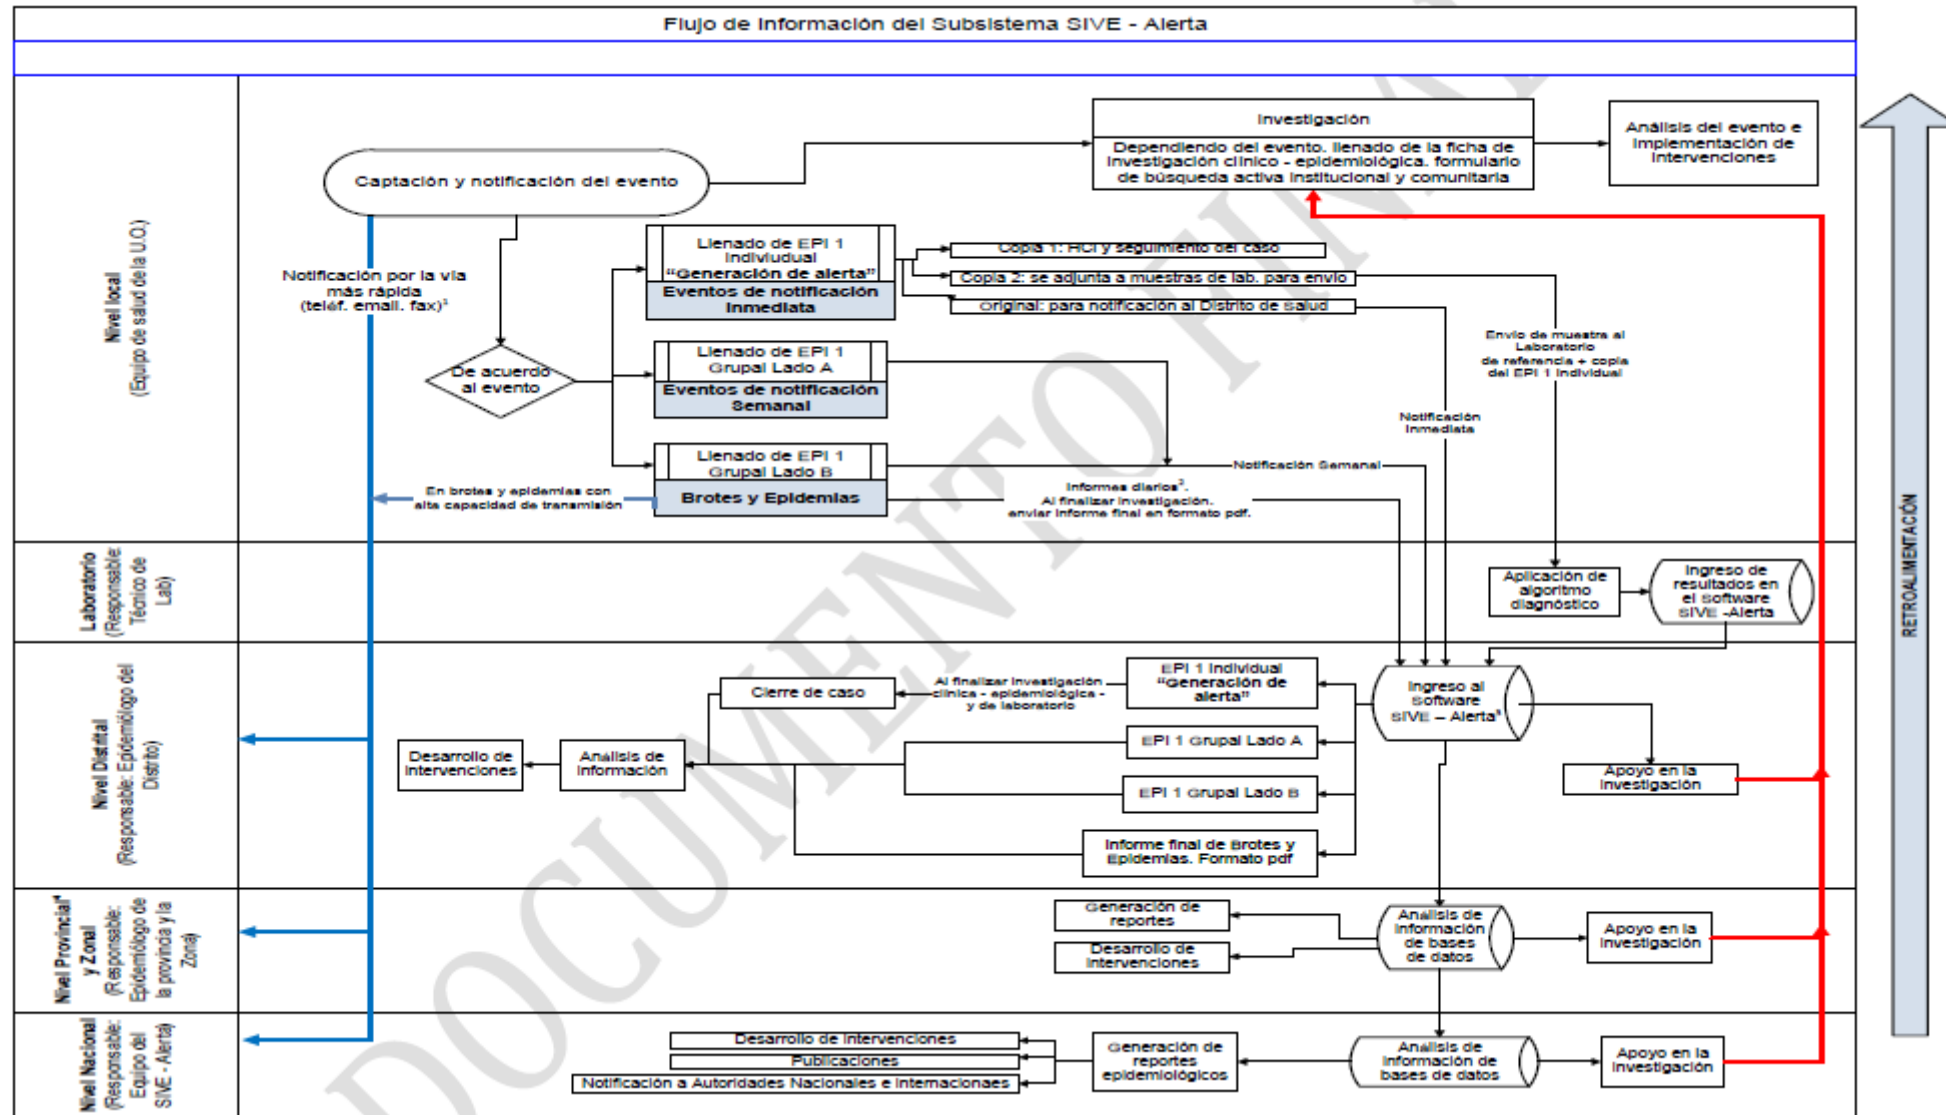 Flujo de Información del Subsistema SIVE - Alerta
Nivel local
(Equipo de salud de la U.O.)
Captación y notificación del evento
Investigación
Dependiendo del evento. llenado de la ficha de
Investigación clínico - epidemiológica. formulario
de búsqueda activa Institucional y comunitaria
Análisis del evento e
Implementación de
Intervenciones
Notificación por la vía
más rápida
(teléf. email. fax)¹
De acuerdo
al evento
Llenado de EPI 1
Indiviudual
“Generación de alerta”
Eventos de notificación
Inmediata
Copia 1: HCl y seguimiento del caso
Copia 2: se adjunta a muestras de lab. para envío
Original: para notificación al Distrito de Salud
Llenado de EPI 1
Grupal Lado A
Eventos de notificación
Semanal
Llenado de EPI 1
Grupal Lado B
Brotes y Epidemias
En brotes y epidemias con
alta capacidad de transmisión
Envío de muestra al
Laboratorio
de referencia + copia
del EPI 1 Individual
Notificación
Inmediata
Notificación Semanal
Informes diarios².
Al finalizar Investigación.
enviar Informe final en formato pdf.
Laboratorio
(Responsable:
Técnico de
Lab)
Aplicación de
algoritmo
diagnóstico
Ingreso de
resultados en
el Software
SIVE -Alerta
Nivel Distrital
(Responsable: Epidemiólogo del
Distrito)
Ingreso al
Software
SIVE – Alerta³
EPI 1 Individual
“Generación de
alerta”
Al finalizar Investigación
clínica - epidemiológica -
y de laboratorio
Cierre de caso
EPI 1 Grupal Lado A
EPI 1 Grupal Lado B
Informe final de Brotes y
Epidemias. Formato pdf
Análisis de
Información
Desarrollo de
Intervenciones
Apoyo en la
Investigación
Nivel Provincial⁴
y Zonal
(Responsable:
Epidemiólogo de
la provincia y la
Zona)
Generación de
reportes
Desarrollo de
Intervenciones
Análisis de
Información
de bases
de datos
Apoyo en la
Investigación
Nivel Nacional
(Responsable:
Equipo del
SIVE - Alerta)
Desarrollo de Intervenciones
Publicaciones
Notificación a Autoridades Nacionales e Internacionaes
Generación de
reportes
epidemiológicos
Análisis de
Información de
bases de datos
Apoyo en la
Investigación
RETROALIMENTACIÓN
DOCUMENTO FINAL